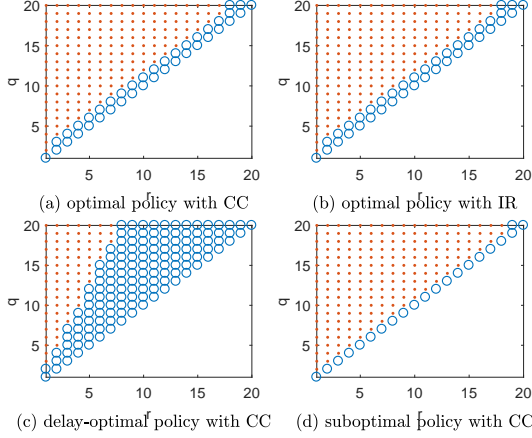 20
15
q
10
5
5 10 15 20
r
(a) optimal policy with CC
20
15
q
10
5
5 10 15 20
r
(b) optimal policy with IR
20
15
q
10
5
5 10 15 20
r
(c) delay-optimal policy with CC
20
15
q
10
5
5 10 15 20
r
(d) suboptimal policy with CC